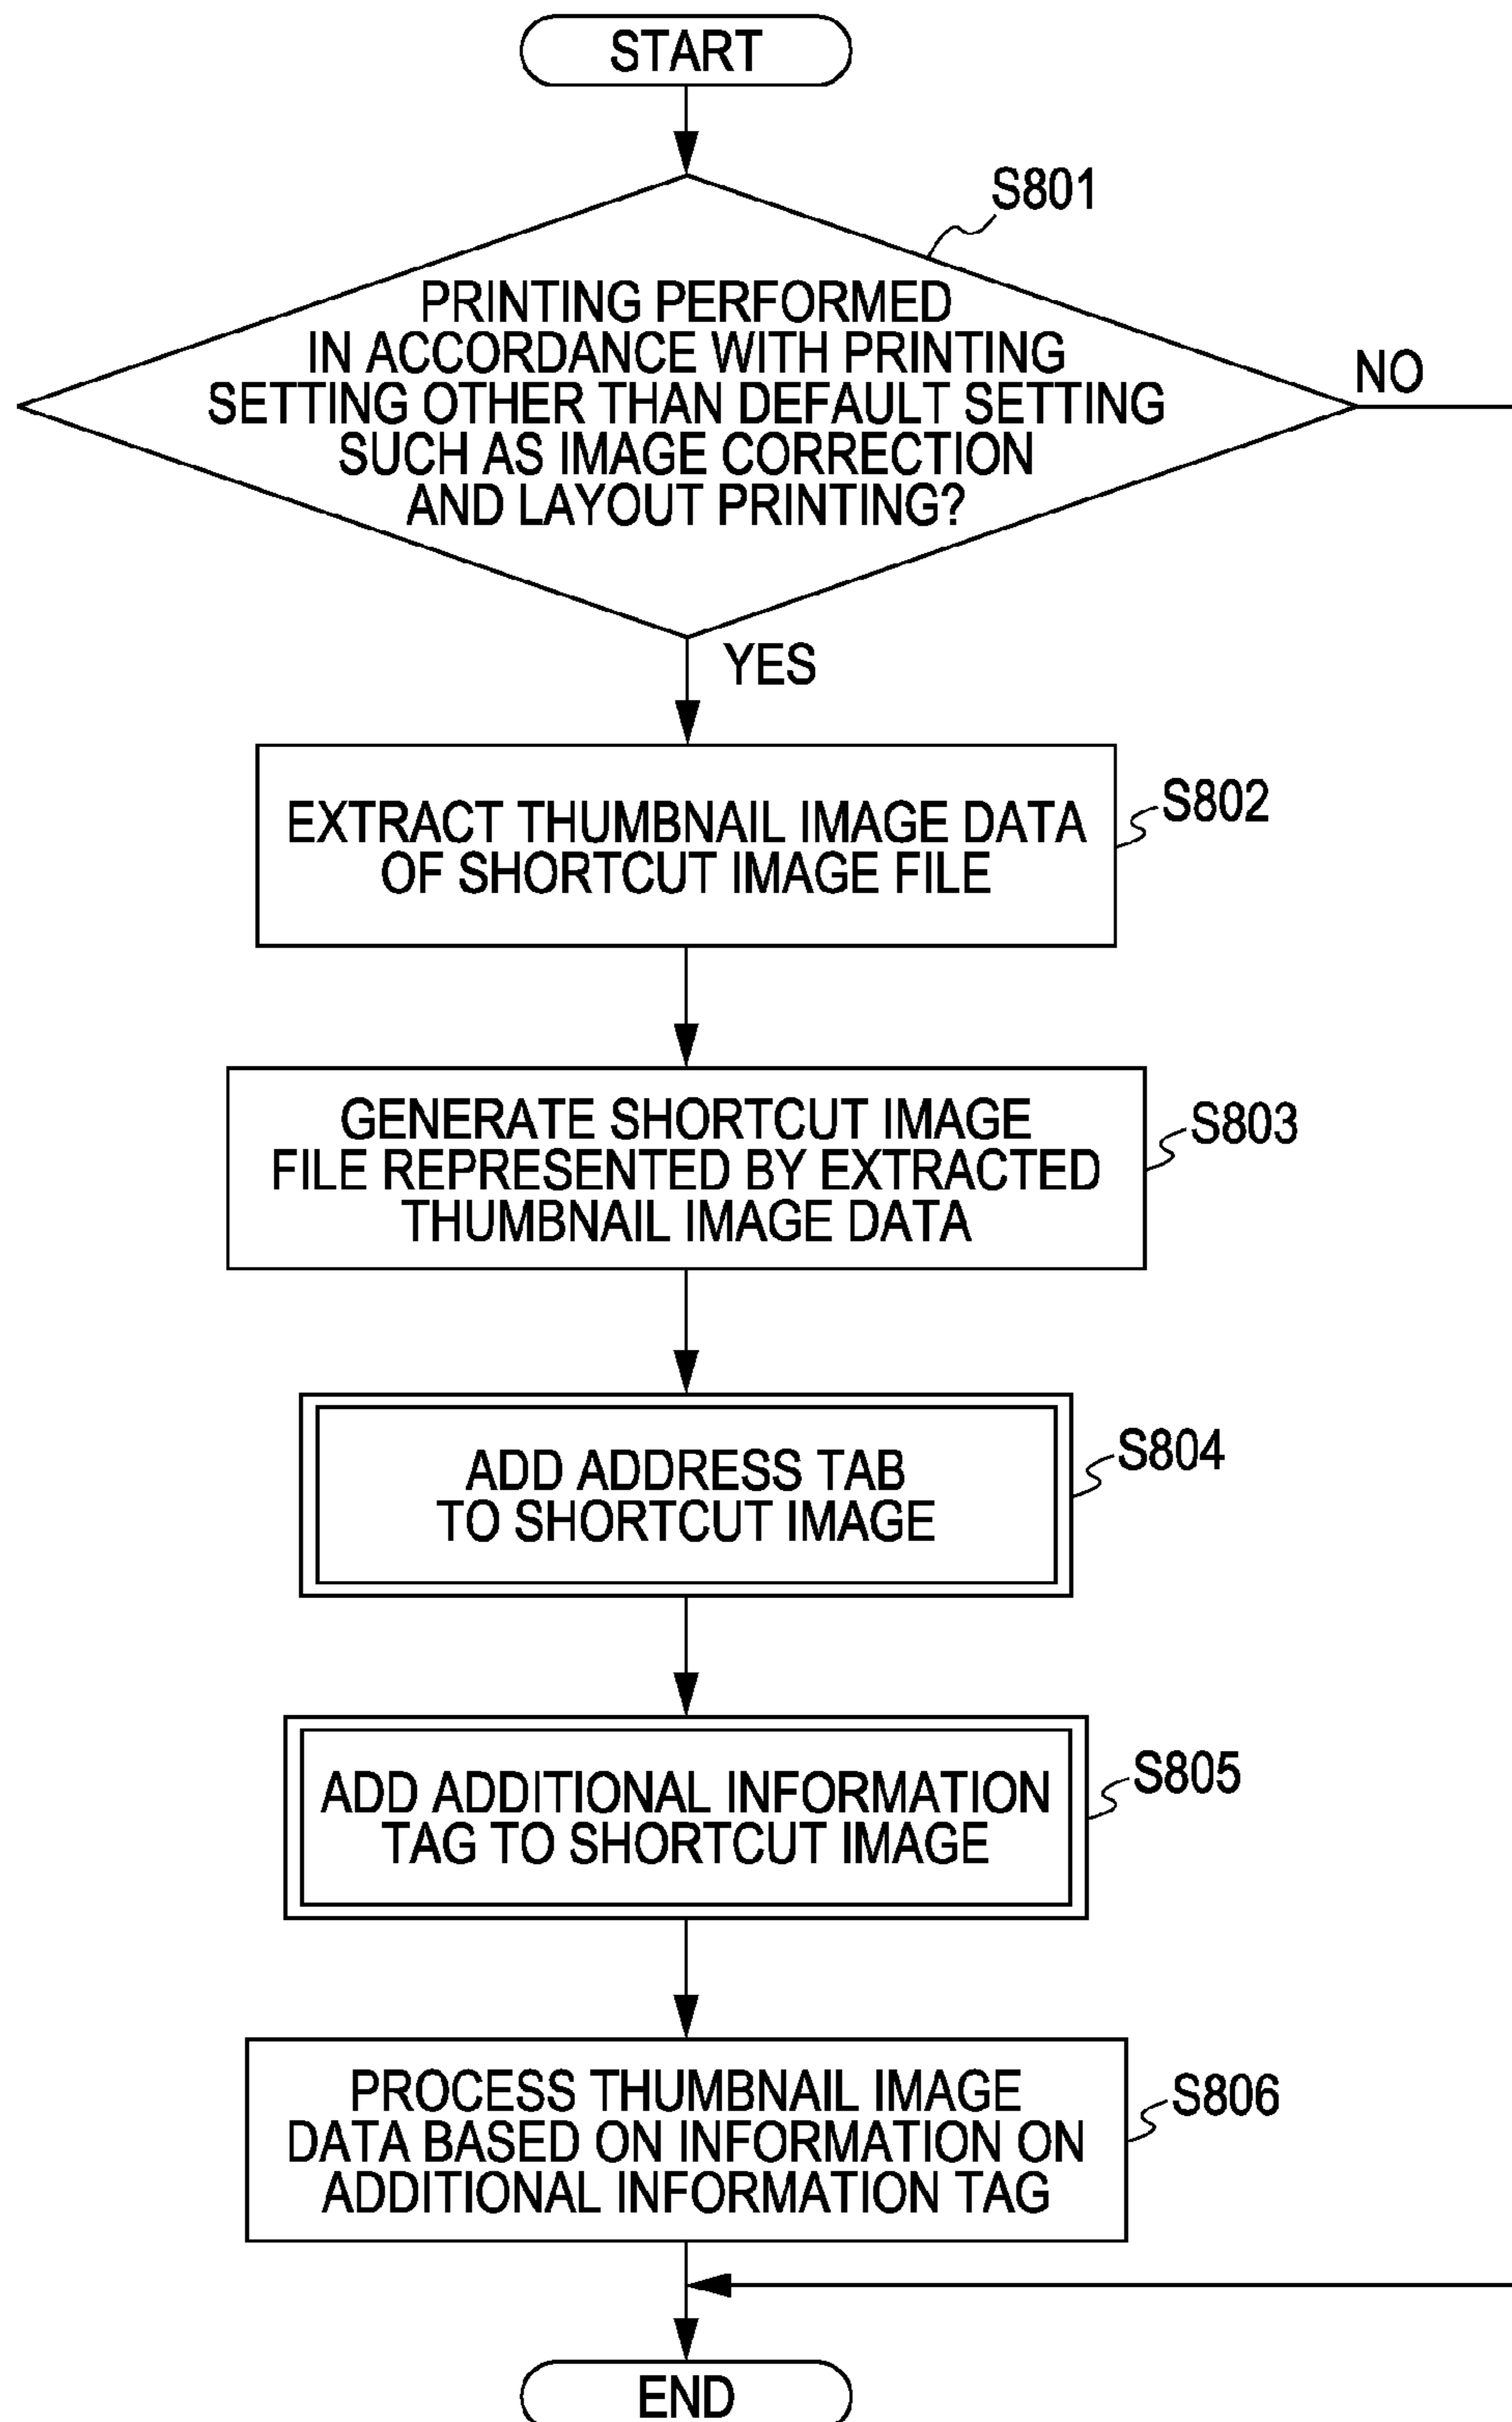 START
S801
PRINTING PERFORMED
IN ACCORDANCE WITH PRINTING
SETTING OTHER THAN DEFAULT SETTING
SUCH AS IMAGE CORRECTION
AND LAYOUT PRINTING?
NO
YES
EXTRACT THUMBNAIL IMAGE DATA
OF SHORTCUT IMAGE FILE
S802
GENERATE SHORTCUT IMAGE
FILE REPRESENTED BY EXTRACTED
THUMBNAIL IMAGE DATA
S803
ADD ADDRESS TAB
TO SHORTCUT IMAGE
S804
ADD ADDITIONAL INFORMATION
TAG TO SHORTCUT IMAGE
S805
PROCESS THUMBNAIL IMAGE
DATA BASED ON INFORMATION ON
ADDITIONAL INFORMATION TAG
S806
END